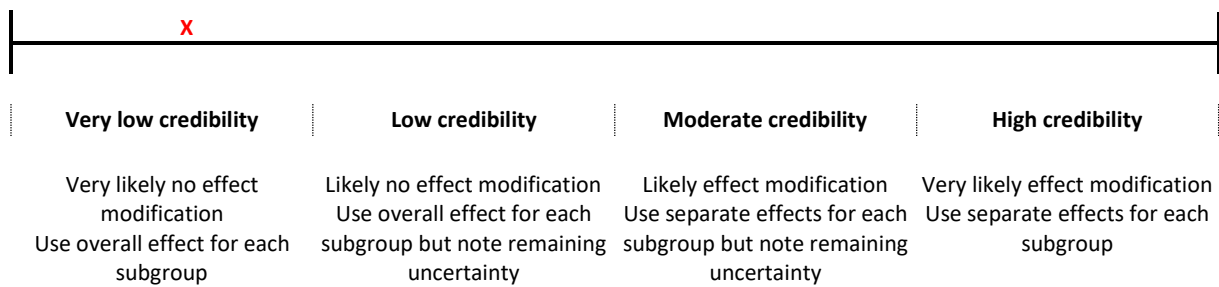 X
Very low credibility
Low credibility
Moderate credibility
High credibility
Very likely no effect
modification
Use overall effect for each
subgroup
Likely no effect modification
Use overall effect for each
subgroup but note remaining
uncertainty
Likely effect modification
Use separate effects for each
subgroup but note remaining
uncertainty
Very likely effect modification
Use separate effects for each
subgroup